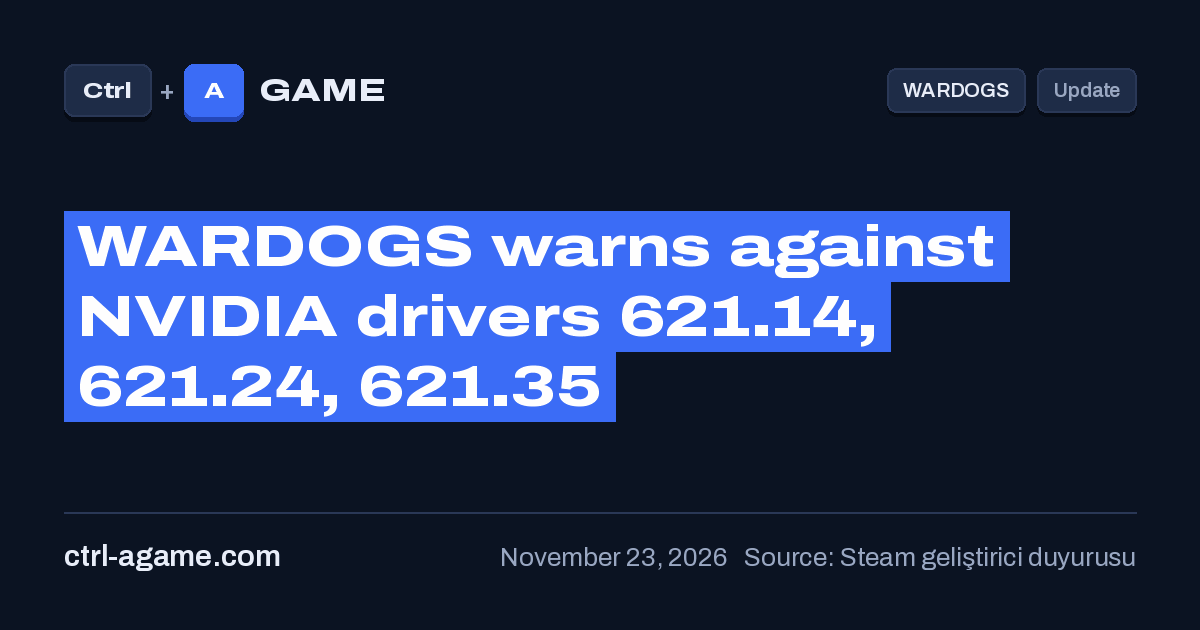 Ctrl + A GAME
WARDOGS Update
WARDOGS warns against
NVIDIA drivers 621.14,
621.24, 621.35
ctrl-agame.com
November 23, 2026 Source: Steam geliştirici duyurusu